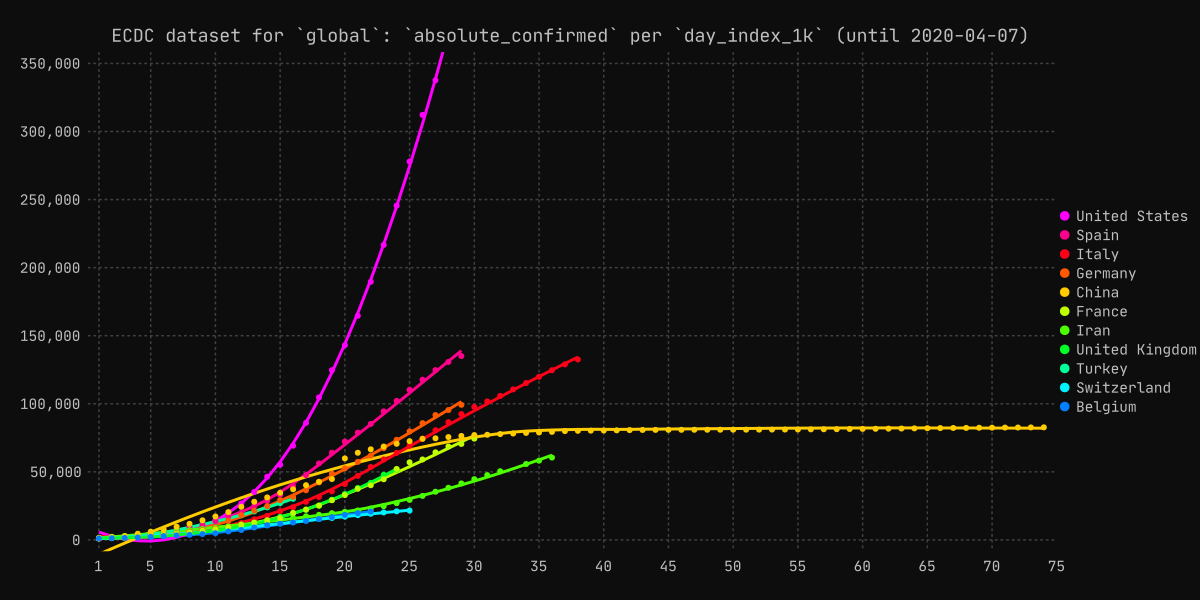 ECDC dataset for `global`: `absolute_confirmed` per `day_index_1k` (until 2020-04-07)
350,000
300,000
250,000
200,000
150,000
100,000
50,000
0
1 5 10 15 20 25 30 35 40 45 50 55 60 65 70 75
United States
Spain
Italy
Germany
China
France
Iran
United Kingdom
Turkey
Switzerland
Belgium